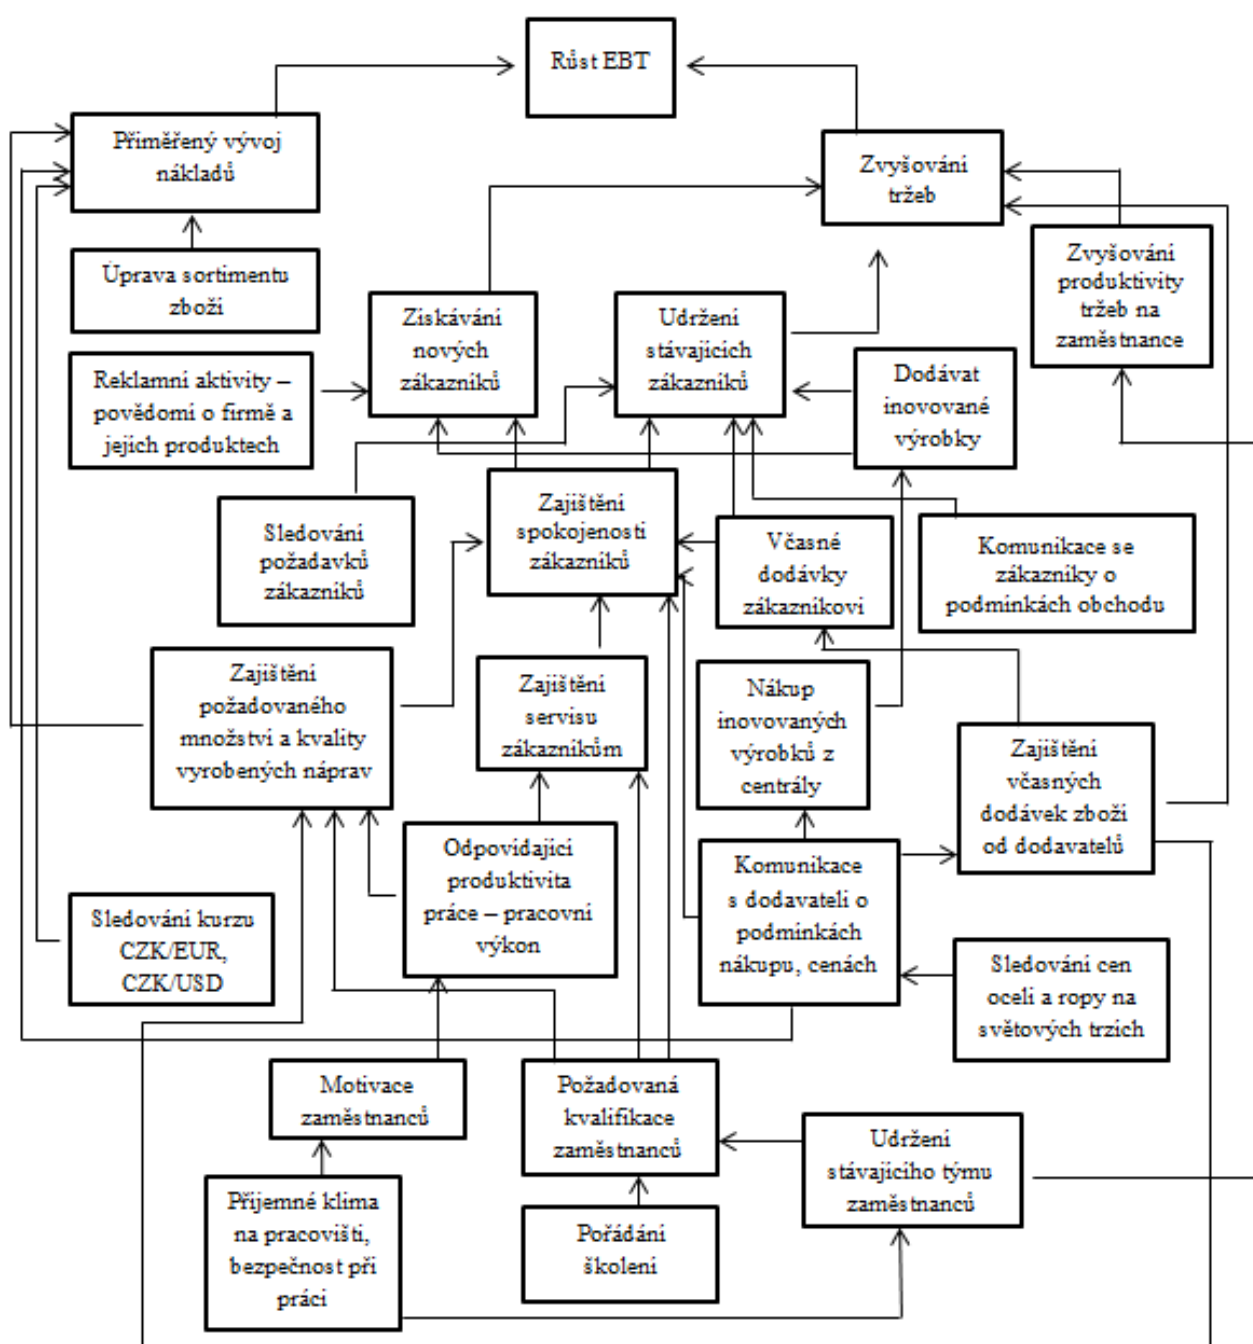 Růst EBT
Přiměřený vývoj
nákladů
Zvyšování
tržeb
Úprava sortimentu
zboží
Zvyšování
produktivity
tržeb na
zaměstnance
Získávání
nových
zákazníků
Udržení
stávajících
zákazníků
Reklamní aktivity –
povědomí o firmě a
jejich produktech
Dodávat
inovované
výrobky
Sledování
požadavků
zákazníků
Zajištění
spokojenosti
zákazníků
Včasné
dodávky
zákazníkovi
Komunikace se
zákazníky o
podmínkách obchodu
Zajištění
požadovaného
množství a kvality
vyrobených náprav
Zajištění
servisu
zákazníkům
Nákup
inovovaných
výrobků z
centrály
Zajištění
včasných
dodávek zboží
od dodavatelů
Odpovídající
produktivita
práce – pracovní
výkon
Komunikace
s dodavateli o
podmínkách
nákupu, cenách
Sledování kurzu
CZK/EUR,
CZK/USD
Sledování cen
oceli a ropy na
světových trzích
Motivace
zaměstnanců
Požadovaná
kvalifikace
zaměstnanců
Udržení
stávajícího týmu
zaměstnanců
Příjemné klima
na pracovišti,
bezpečnost při
práci
Pořádání
školení